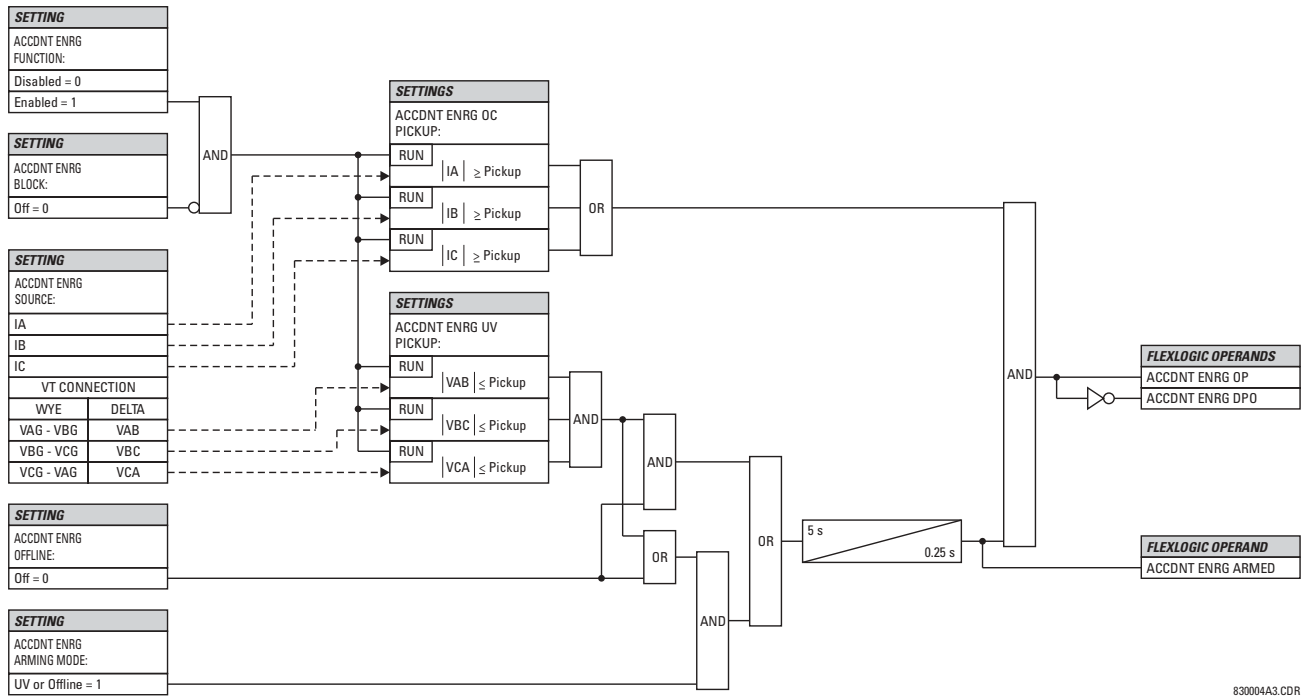 SETTING
ACCDNT ENRG
FUNCTION:
Disabled = 0
Enabled = 1
SETTING
ACCDNT ENRG
BLOCK:
Off = 0
AND
SETTING
ACCDNT ENRG
SOURCE:
IA
IB
IC
VT CONNECTION
WYE DELTA
VAG - VBG VAB
VBG - VCG VBC
VCG - VAG VCA
SETTING
ACCDNT ENRG
OFFLINE:
Off = 0
SETTING
ACCDNT ENRG
ARMING MODE:
UV or Offline = 1
SETTINGS
ACCDNT ENRG OC
PICKUP:
RUN
|IA| ≥ Pickup
RUN
|IB| ≥ Pickup
RUN
|IC| ≥ Pickup
OR
SETTINGS
ACCDNT ENRG UV
PICKUP:
RUN
|VAB| ≤ Pickup
RUN
|VBC| ≤ Pickup
RUN
|VCA| ≤ Pickup
AND
AND
OR
AND
OR
5 s
0.25 s
AND
FLEXLOGIC OPERANDS
ACCDNT ENRG OP
ACCDNT ENRG DPO
FLEXLOGIC OPERAND
ACCDNT ENRG ARMED
830004A3.CDR